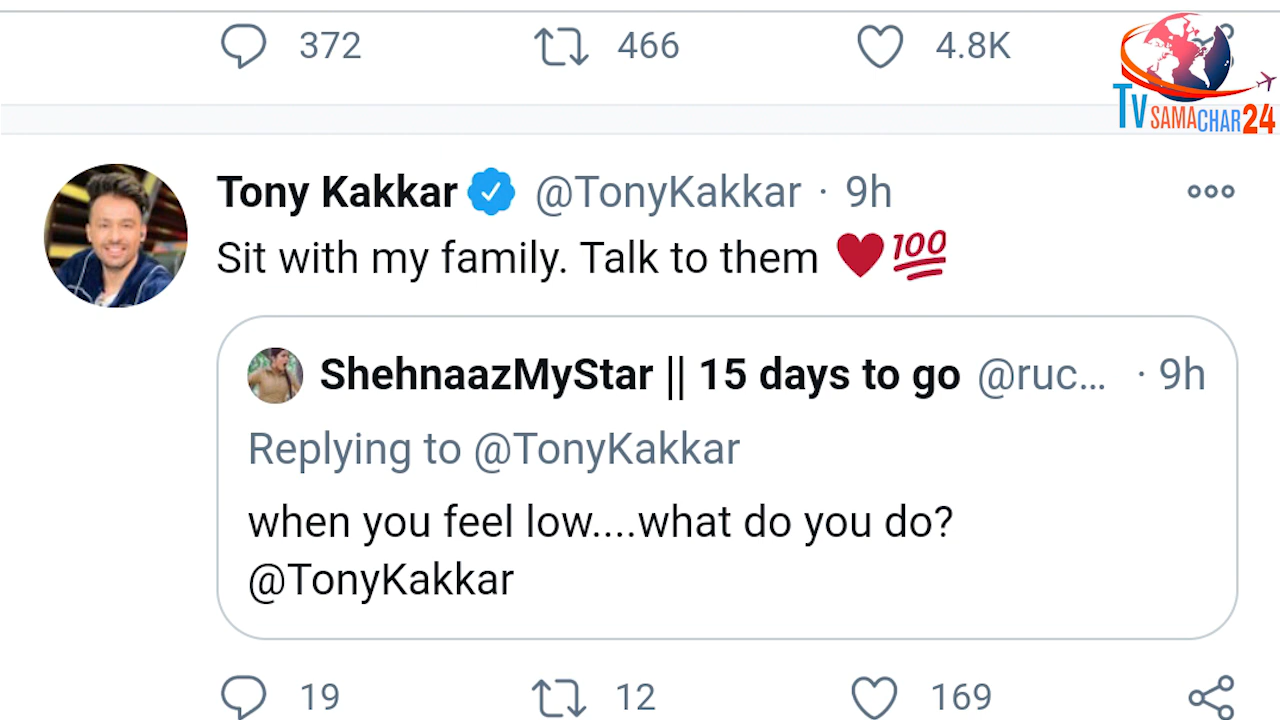 372 466 4.8K
TV SAMACHAR 24
Tony Kakkar @TonyKakkar · 9h
Sit with my family. Talk to them ♥💯
ShehnaazMyStar || 15 days to go @ruc... · 9h
Replying to @TonyKakkar
when you feel low....what do you do?
@TonyKakkar
19 12 169